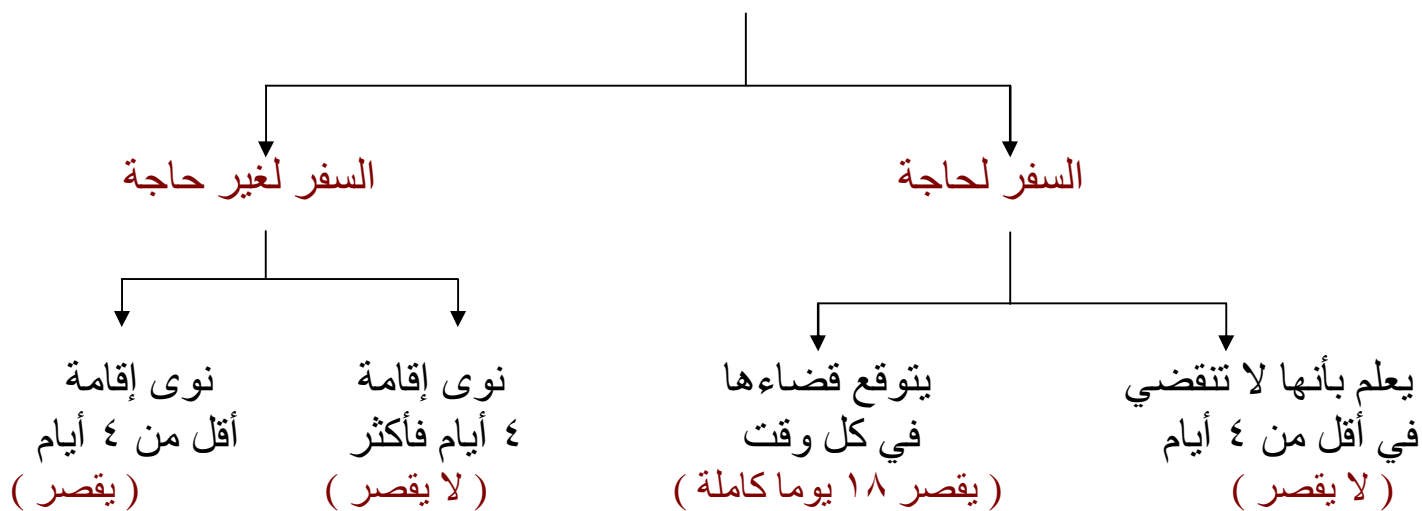 السفر لحاجة
السفر لغير حاجة
يعلم بأنها لا تنقضي
في أقل من ٤ أيام
( لا يقصر )
يتوقع قضاءها
في كل وقت
( يقصر ١٨ يوما كاملة )
نوى إقامة
٤ أيام فأكثر
( لا يقصر )
نوى إقامة
أقل من ٤ أيام
( يقصر )